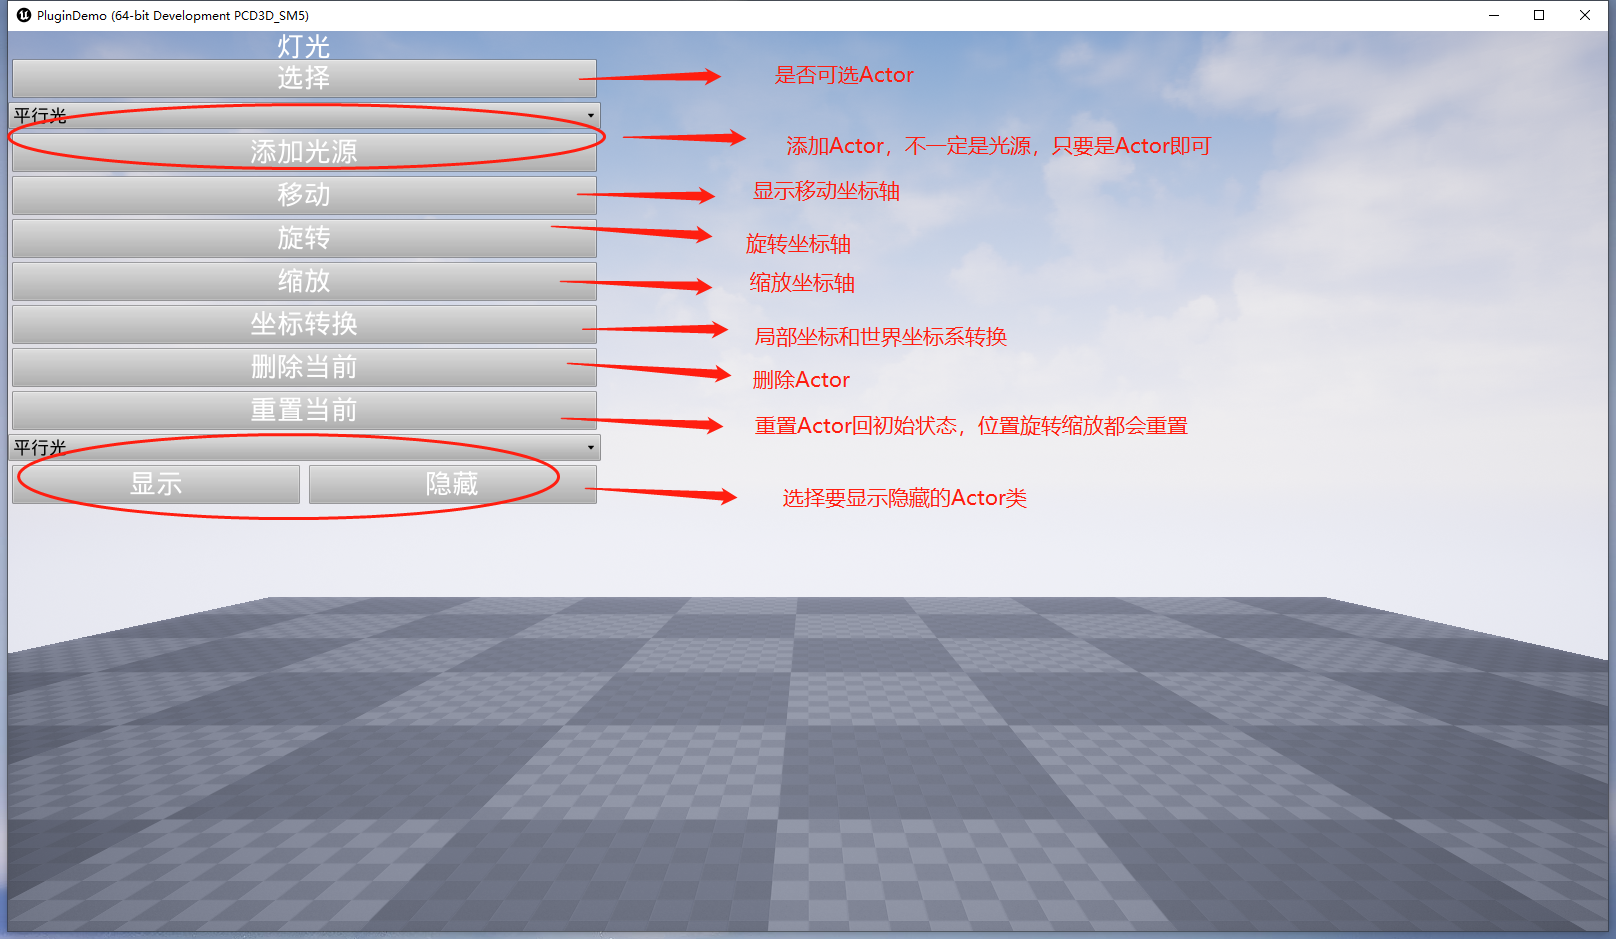 PluginDemo (64-bit Development PCD3D_SM5)
灯光
选择
是否可选Actor
平行光
添加光源
添加Actor，不一定是光源，只要是Actor即可
移动
显示移动坐标轴
旋转
旋转坐标轴
缩放
缩放坐标轴
坐标转换
局部坐标和世界坐标系转换
删除当前
删除Actor
重置当前
重置Actor回初始状态，位置旋转缩放都会重置
平行光
显示 隐藏
选择要显示隐藏的Actor类